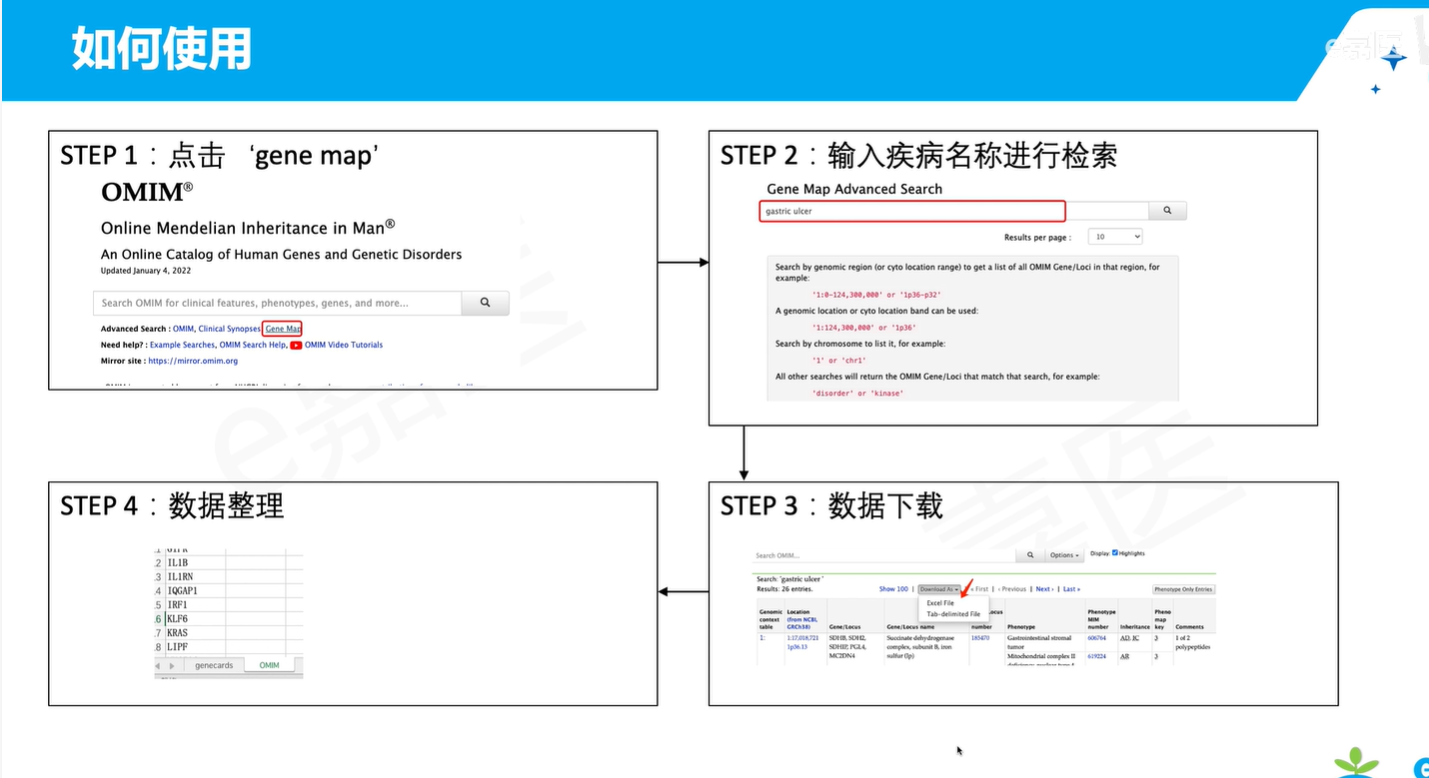 如何使用
STEP 1：点击 ‘gene map’
OMIM®
Online Mendelian Inheritance in Man®
An Online Catalog of Human Genes and Genetic Disorders
Updated January 4, 2022
Search OMIM for clinical features, phenotypes, genes, and more...
Advanced Search : OMIM, Clinical Synopses, Gene Map
Need help? : Example Searches, OMIM Search Help, OMIM Video Tutorials
Mirror site : https://mirror.omim.org
STEP 2：输入疾病名称进行检索
Gene Map Advanced Search
gastric ulcer
Results per page : 10
Search by genomic region (or cyto location range) to get a list of all OMIM Gene/Loci in that region, for
example:
'1:0-124,300,000' or '1p36-p32'
A genomic location or cyto location band can be used:
'1:124,300,000' or '1p36'
Search by chromosome to list it, for example:
'1' or 'chr1'
All other searches will return the OMIM Gene/Loci that match that search, for example:
'disorder' or 'kinase'
STEP 3：数据下载
Search OMIM...
Options
Display: Highlights
Search: 'gastric ulcer '
Results: 26 entries.
Show 100 | Download As | « First | ‹ Previous | Next › | Last »
Phenotype Only Entries
Excel File
Tab-delimited File
Genomic context table
Location (from NCBI, GRCh38)
Gene/Locus
Gene/Locus name
number
Phenotype
Phenotype MIM number
Inheritance
Pheno map key
Comments
1:
1:17,018,721
1p36.13
SDHB, SDH2,
SDHIP, PGL4,
MC2DN4
Succinate dehydrogenase
complex, subunit B, iron
sulfur (Ip)
185470
Gastrointestinal stromal
tumor
606764
AD, IC
3
1 of 2
polypeptides
Mitochondrial complex II
619224
AR
3
STEP 4：数据整理
2 IL1B
3 IL1RN
4 IQGAP1
5 IRF1
6 KLF6
7 KRAS
8 LIPF
genecards
OMIM
e嘉医